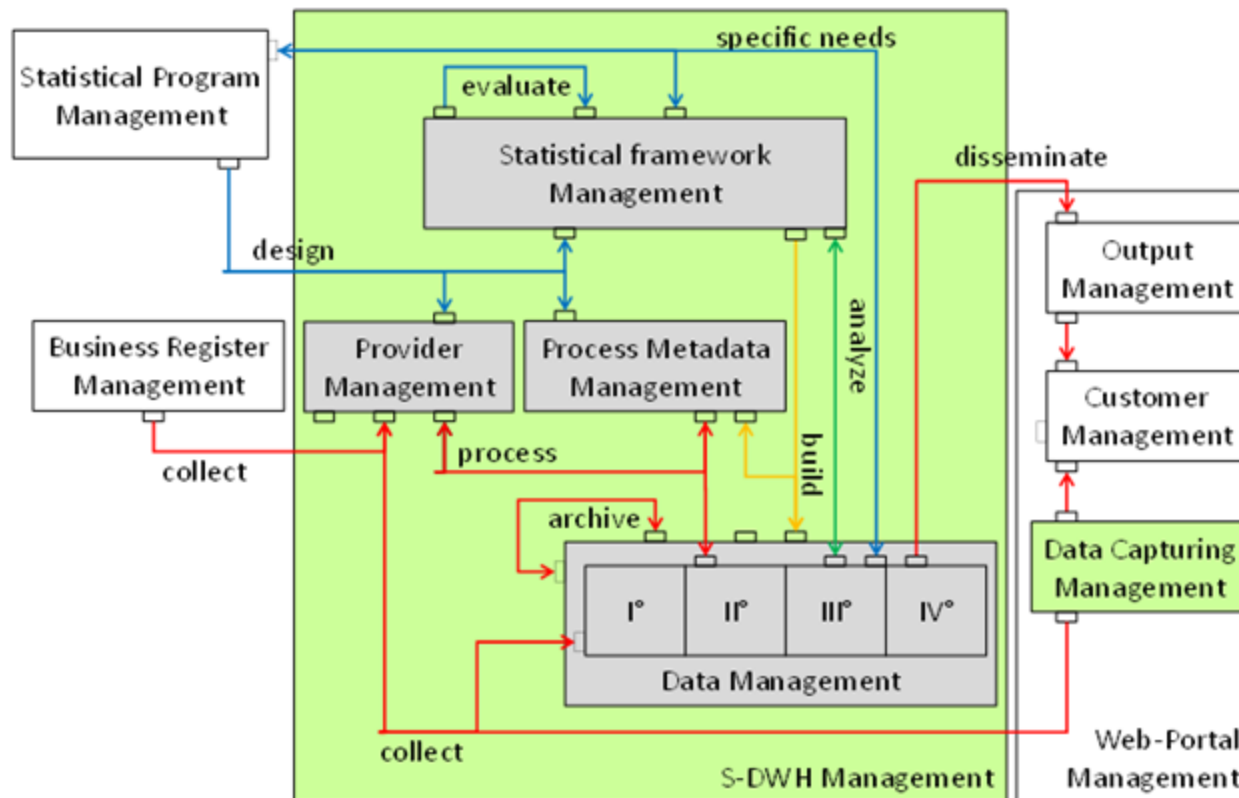 specific needs
Statistical Program
Management
evaluate
Statistical framework
Management
disseminate
design
Output
Management
Business Register
Management
Provider
Management
Process Metadata
Management
analyze
Customer
Management
collect
process
build
archive
Data Capturing
Management
I°
II°
III°
IV°
Data Management
collect
S-DWH Management
Web-Portal
Management